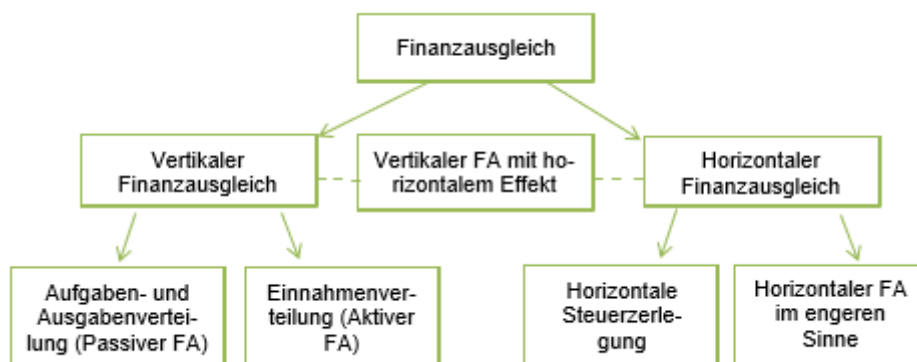 Finanzausgleich
Vertikaler
Finanzausgleich
Vertikaler FA mit ho-
rizontalem Effekt
Horizontaler
Finanzausgleich
Aufgaben- und
Ausgabenvertei-
lung (Passiver FA)
Einnahmenver-
teilung (Aktiver
FA)
Horizontale
Steuerzerle-
gung
Horizontaler FA
im engeren
Sinne